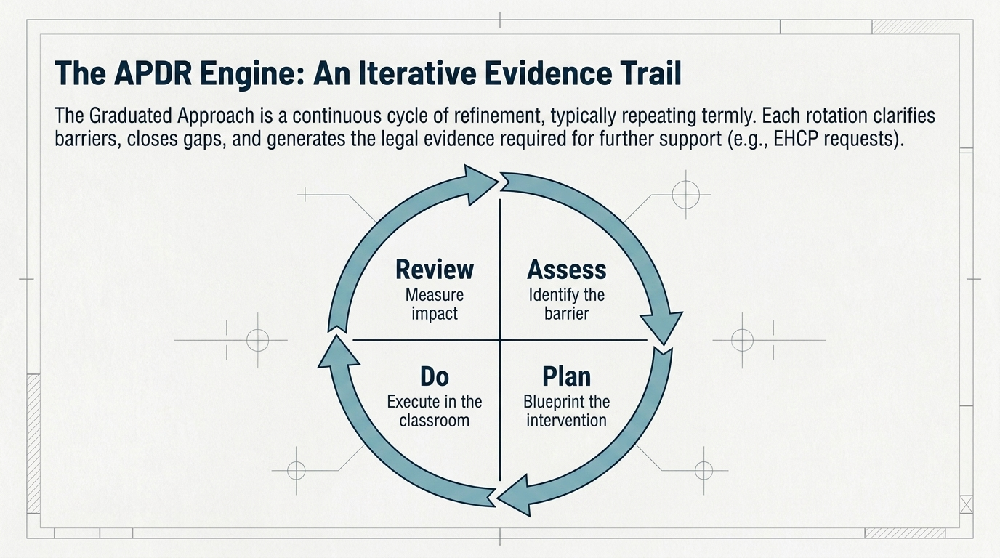 The APDR Engine: An Iterative Evidence Trail
The Graduated Approach is a continuous cycle of refinement, typically repeating termly. Each rotation clarifies
barriers, closes gaps, and generates the legal evidence required for further support (e.g., EHCP requests).
Review
Measure
impact
Assess
Identify the
barrier
Do
Execute in the
classroom
Plan
Blueprint the
intervention